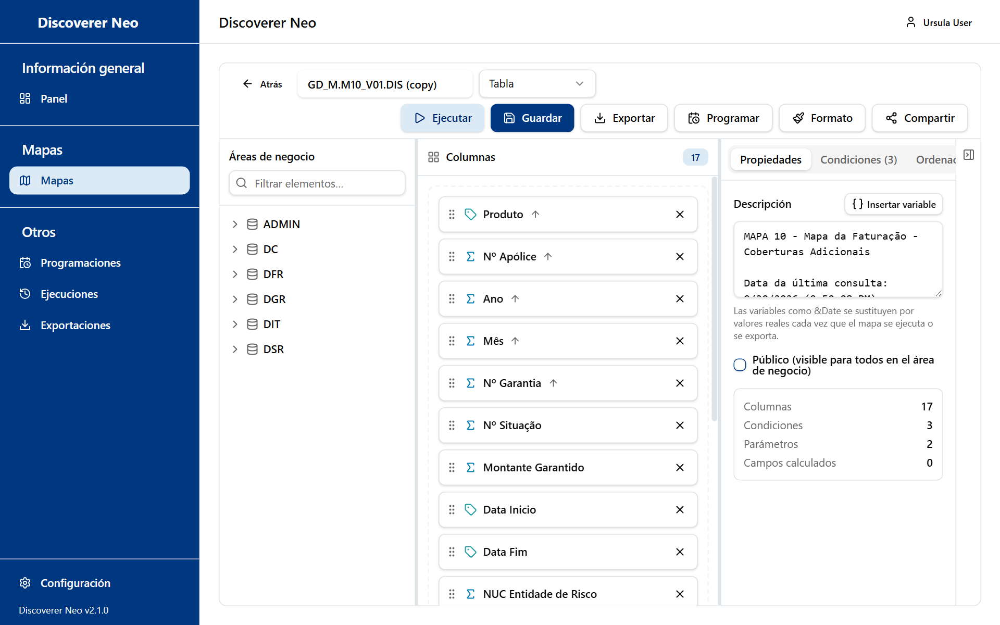 Discoverer Neo
Discoverer Neo
Ursula User
Información general
Panel
Mapas
Mapas
Otros
Programaciones
Ejecuciones
Exportaciones
Configuración
Discoverer Neo v2.1.0
Atrás
GD_M.M10_V01.DIS (copy)
Tabla
Ejecutar
Guardar
Exportar
Programar
Formato
Compartir
Áreas de negocio
Filtrar elementos...
ADMIN
DC
DFR
DGR
DIT
DSR
Columnas
17
Produto
Nº Apólice
Ano
Mês
Nº Garantia
Nº Situação
Montante Garantido
Data Inicio
Data Fim
NUC Entidade de Risco
Propiedades
Condiciones (3)
Ordenac
Descripción
{} Insertar variable
MAPA 10 - Mapa da Faturação -
Coberturas Adicionais
Data da última consulta:
Las variables como &Date se sustituyen por
valores reales cada vez que el mapa se ejecuta o
se exporta.
Público (visible para todos en el área
de negocio)
Columnas 17
Condiciones 3
Parámetros 2
Campos calculados 0